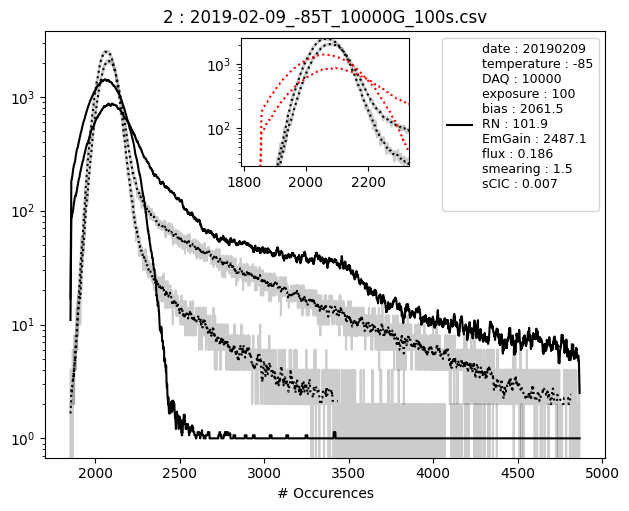 2 : 2019-02-09_-85T_10000G_100s.csv
date : 20190209
temperature : -85
DAQ : 10000
exposure : 100
bias : 2061.5
RN : 101.9
EmGain : 2487.1
flux : 0.186
smearing : 1.5
sCIC : 0.007
10³
10²
1800 2000 2200
10³
10²
10¹
10⁰
2000 2500 3000 3500 4000 4500 5000
# Occurences